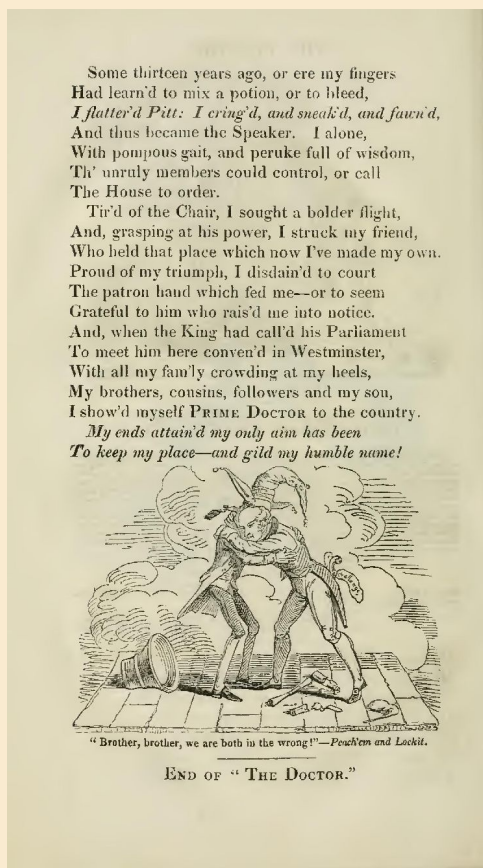 Some thirteen years ago, or ere my fingers
Had learn'd to mix a potion, or to bleed,
I flatter'd Pitt: I cring'd, and sneak'd, and fawn'd,
And thus became the Speaker. I alone,
With pompous gait, and peruke full of wisdom,
Th' unruly members could control, or call
The House to order.
Tir'd of the Chair, I sought a bolder flight,
And, grasping at his power, I struck my friend,
Who held that place which now I've made my own.
Proud of my triumph, I disdain'd to court
The patron hand which fed me--or to seem
Grateful to him who rais'd me into notice.
And, when the King had call'd his Parliament
To meet him here conven'd in Westminster,
With all my fam'ly crowding at my heels,
My brothers, cousins, followers and my son,
I show'd myself PRIME DOCTOR to the country.
My ends attain'd my only aim has been
To keep my place—and gild my humble name!
" Brother, brother, we are both in the wrong!"—Peach'em and Lockit.
END OF " THE DOCTOR."